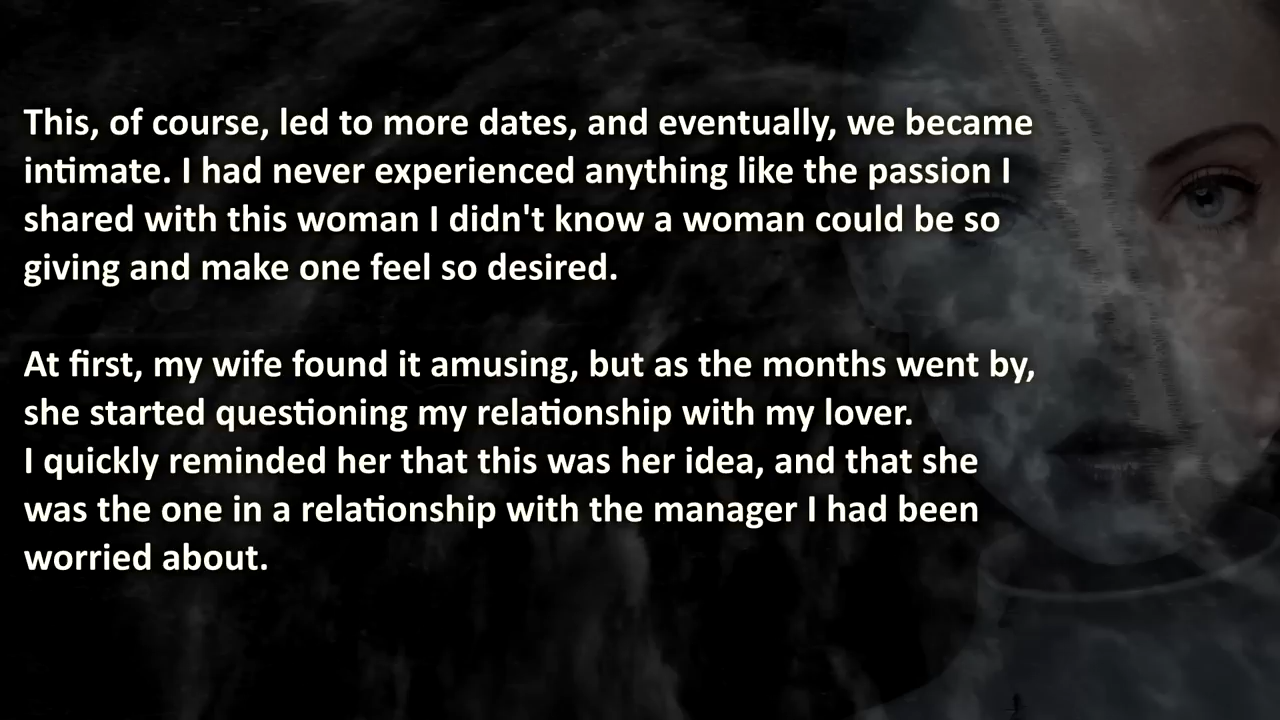 This, of course, led to more dates, and eventually, we became
intimate. I had never experienced anything like the passion I
shared with this woman I didn't know a woman could be so
giving and make one feel so desired.
At first, my wife found it amusing, but as the months went by,
she started questioning my relationship with my lover.
I quickly reminded her that this was her idea, and that she
was the one in a relationship with the manager I had been
worried about.